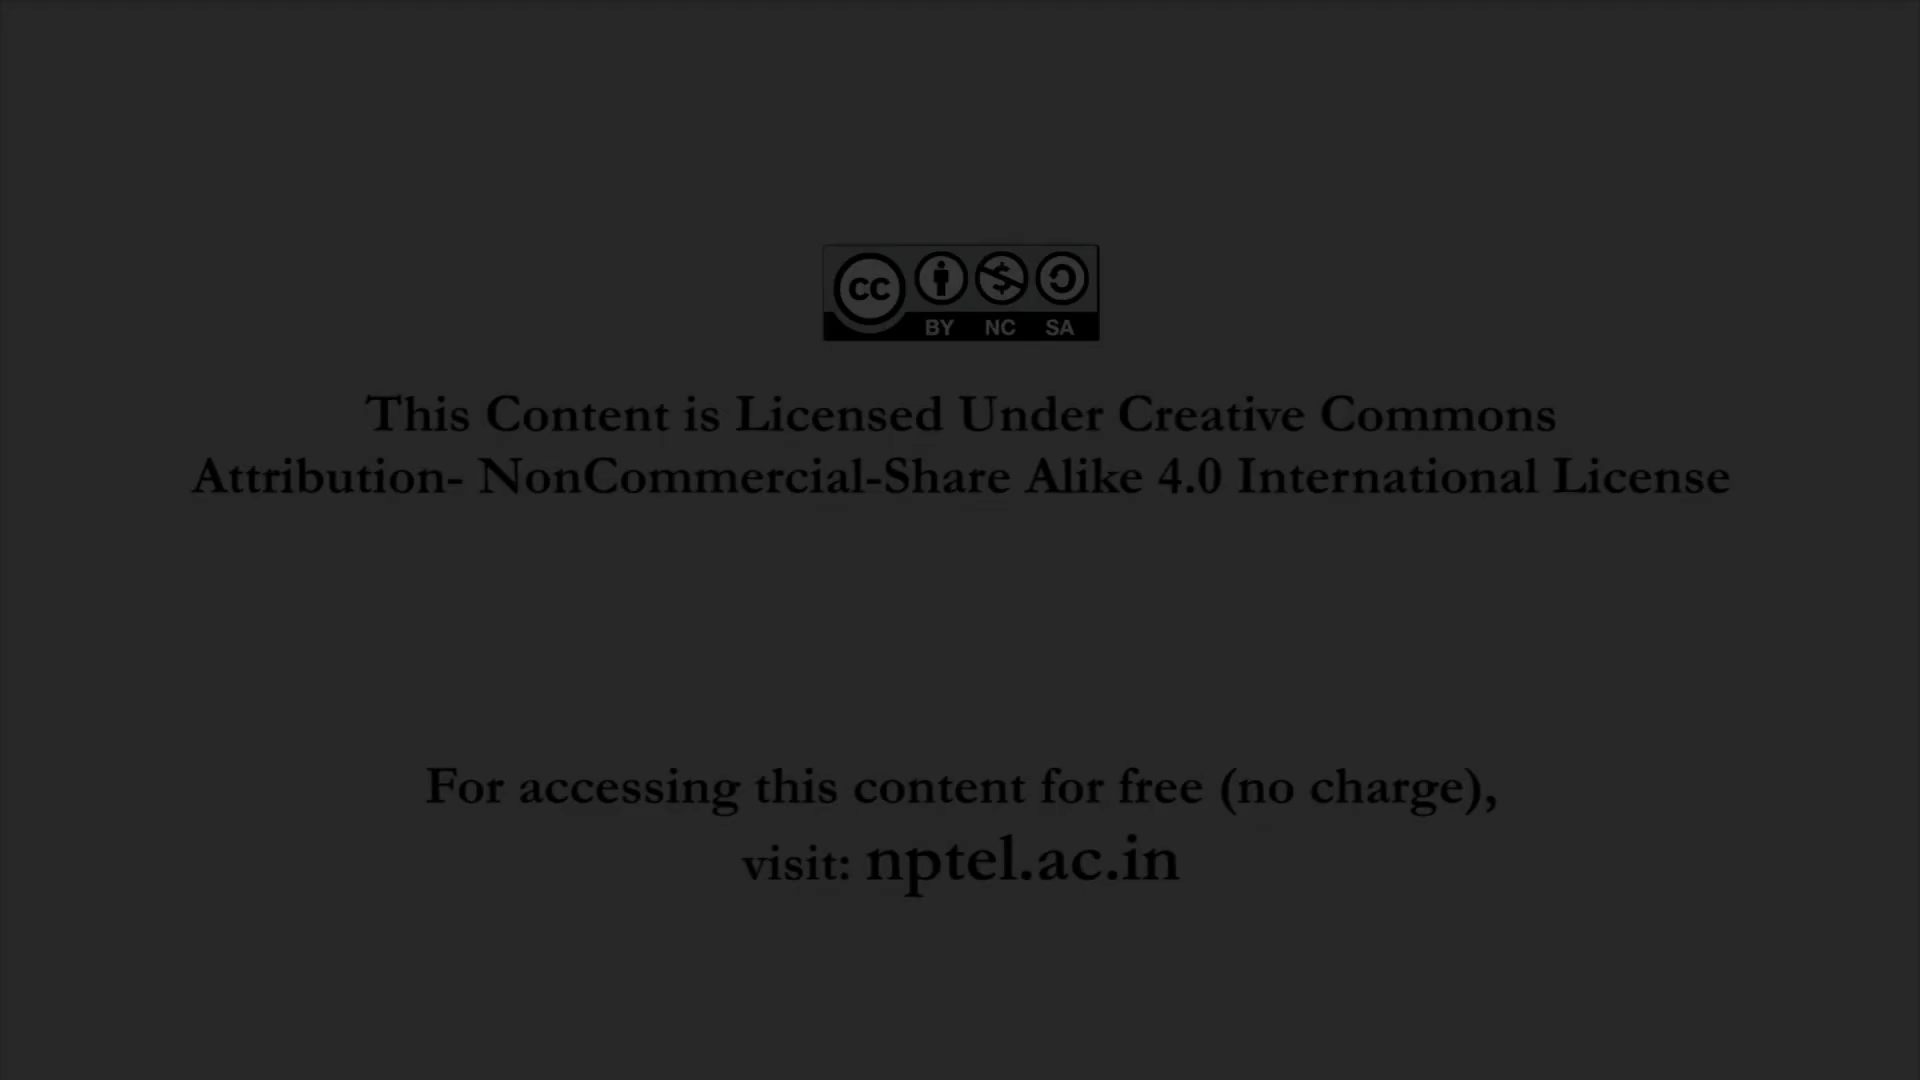 CC BY NC SA
This Content is Licensed Under Creative Commons
Attribution- NonCommercial-Share Alike 4.0 International License
For accessing this content for free (no charge),
visit: nptel.ac.in